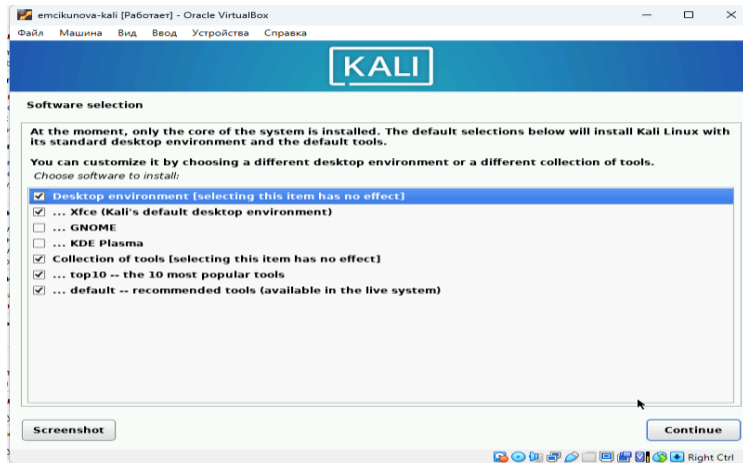 emcikunova-kali [Работает] - Oracle VirtualBox
Файл Машина Вид Ввод Устройства Справка
KALI
Software selection
At the moment, only the core of the system is installed. The default selections below will install Kali Linux with
its standard desktop environment and the default tools.
You can customize it by choosing a different desktop environment or a different collection of tools.
Choose software to install:
Desktop environment [selecting this item has no effect]
... Xfce (Kali's default desktop environment)
... GNOME
... KDE Plasma
Collection of tools [selecting this item has no effect]
... top10 -- the 10 most popular tools
... default -- recommended tools (available in the live system)
Screenshot Continue
Right Ctrl